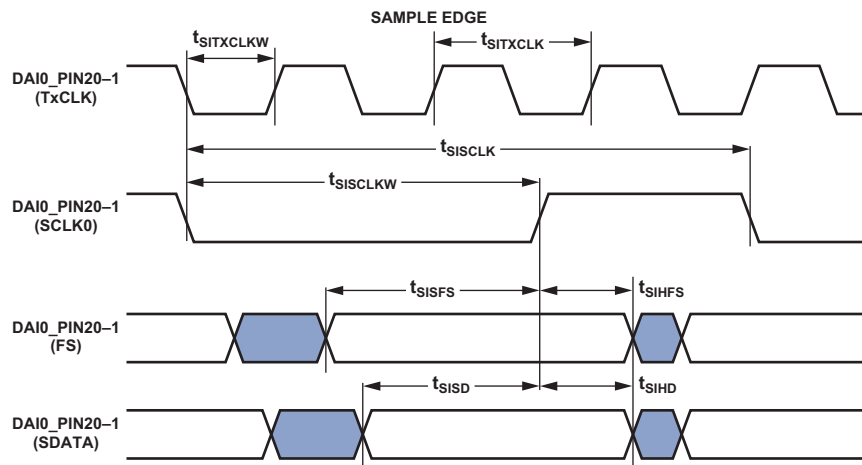 SAMPLE EDGE
tSITXCLKW
tSITXCLK
DAI0_PIN20–1
(TxCLK)
tSISCLK
tSISCLKW
DAI0_PIN20–1
(SCLK0)
tSISFS
tSIHFS
DAI0_PIN20–1
(FS)
tSISD
tSIHD
DAI0_PIN20–1
(SDATA)